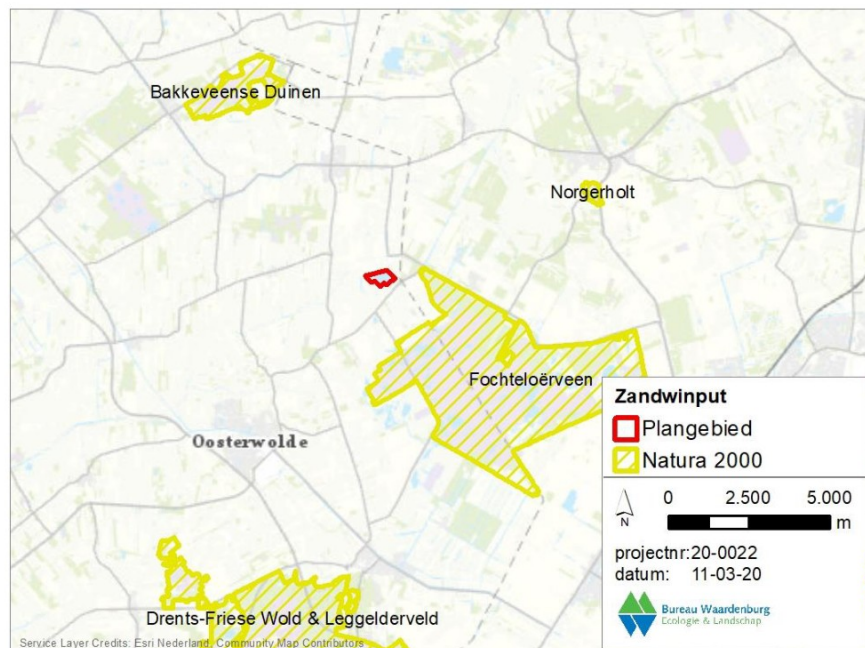 Bakkeveense Duinen
Norgerholt
Fochteloërveen
Oosterwolde
Drents-Friese Wold & Leggelderveld
Zandwinput
Plangebied
Natura 2000
0 2.500 5.000
m
N
projectnr:20-0022
datum: 11-03-20
Bureau Waardenburg
Ecologie & Landschap
Service Layer Credits: Esri Nederland, Community Map Contributors